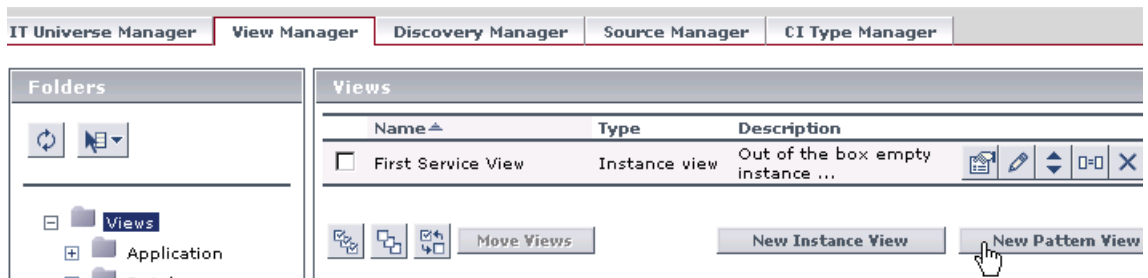 IT Universe Manager View Manager Discovery Manager Source Manager CI Type Manager
Folders
Views
Name Type Description
First Service View Instance view Out of the box empty
instance ...
Views
Application
Move Views New Instance View New Pattern View